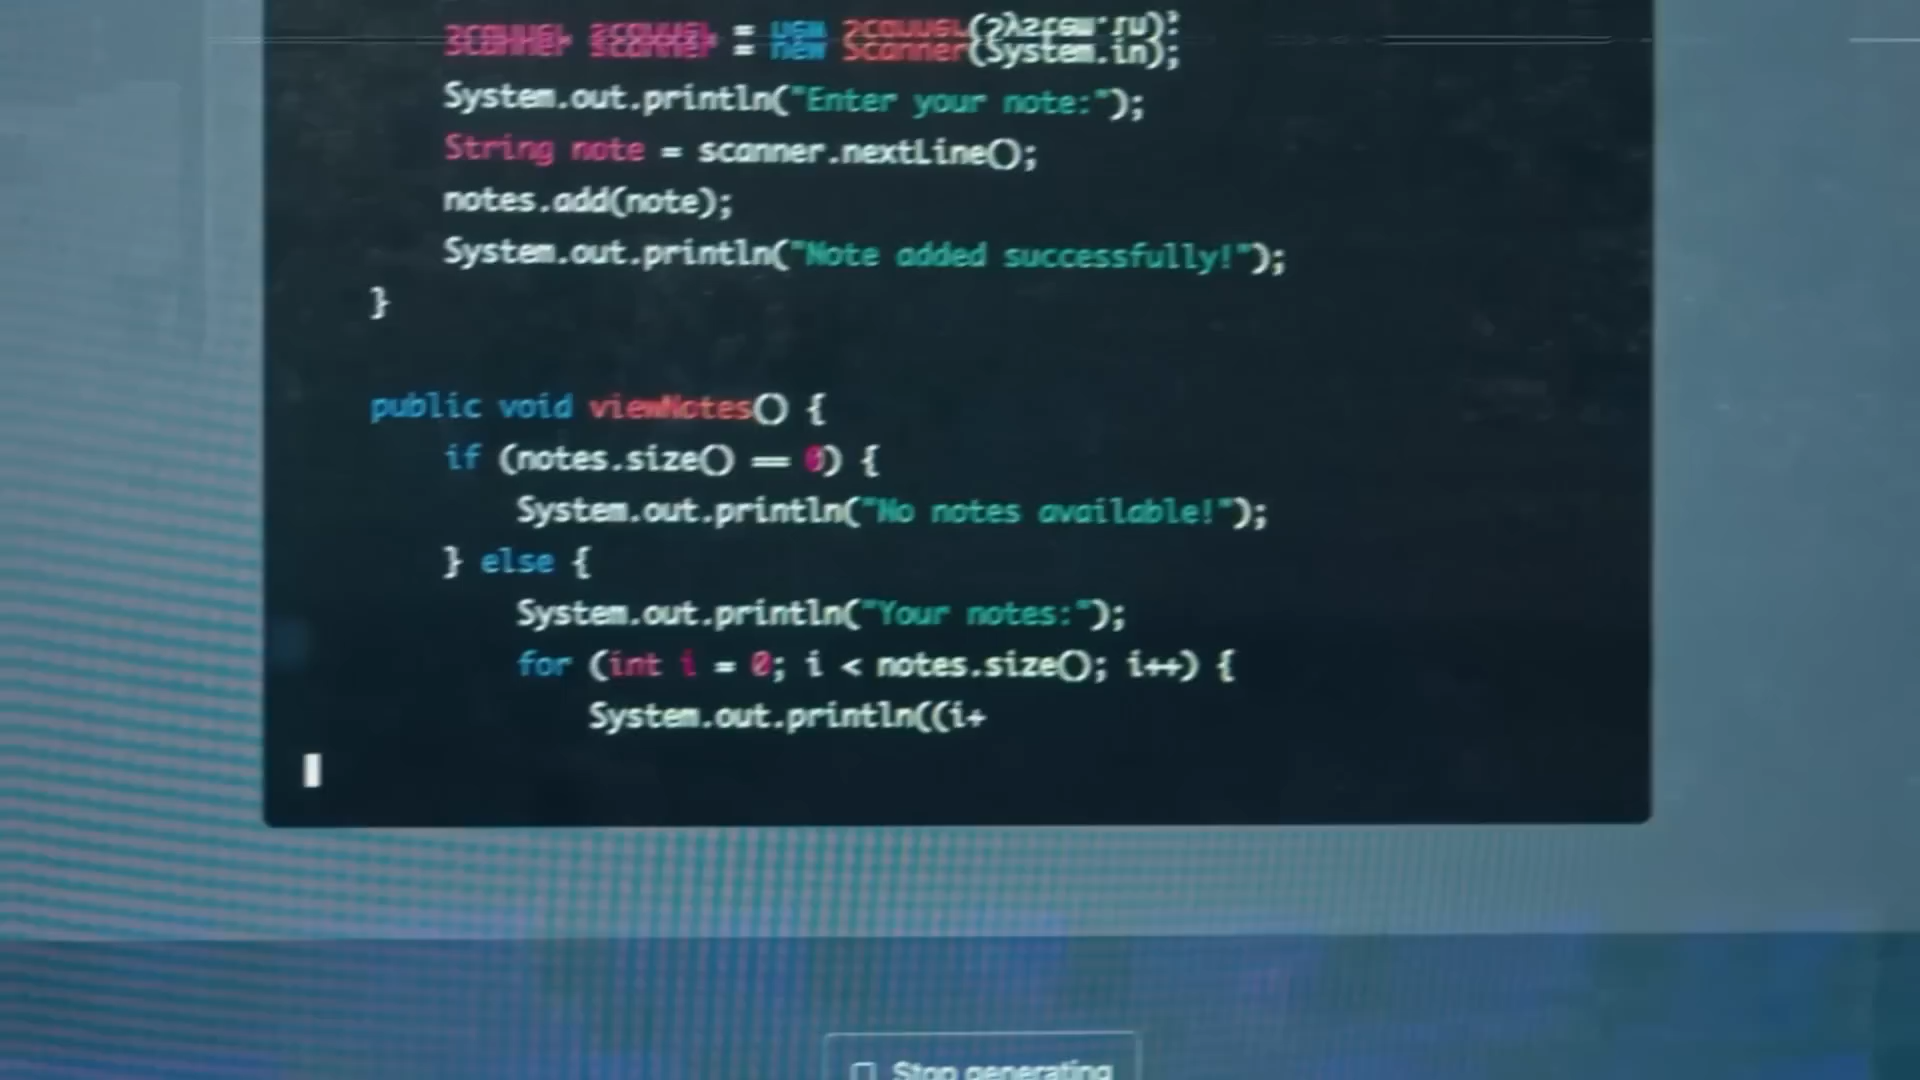 Scanner scanner = new Scanner(System.in);
System.out.println("Enter your note:");
String note = scanner.nextLine();
notes.add(note);
System.out.println("Note added successfully!");
}
public void viewNotes() {
if (notes.size() == 0) {
System.out.println("No notes available!");
} else {
System.out.println("Your notes:");
for (int i = 0; i < notes.size(); i++) {
System.out.println((i+
Stop generating